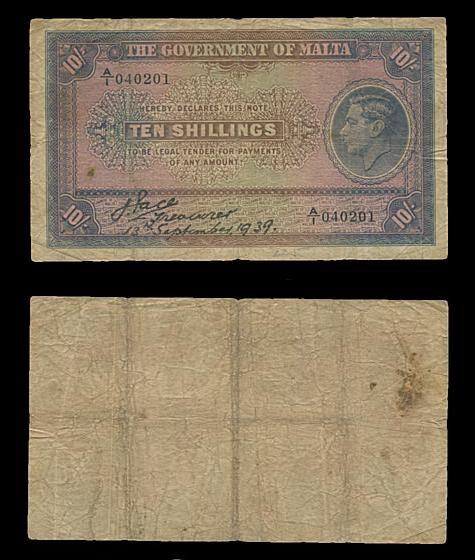 10/- THE GOVERNMENT OF MALTA 10/-
A/1 040201
HEREBY DECLARES THIS NOTE
TEN SHILLINGS
TO BE LEGAL TENDER FOR PAYMENTS
OF ANY AMOUNT.
J. Pace
Treasurer
10/- A/1 040201 10/-
13th September 1939.